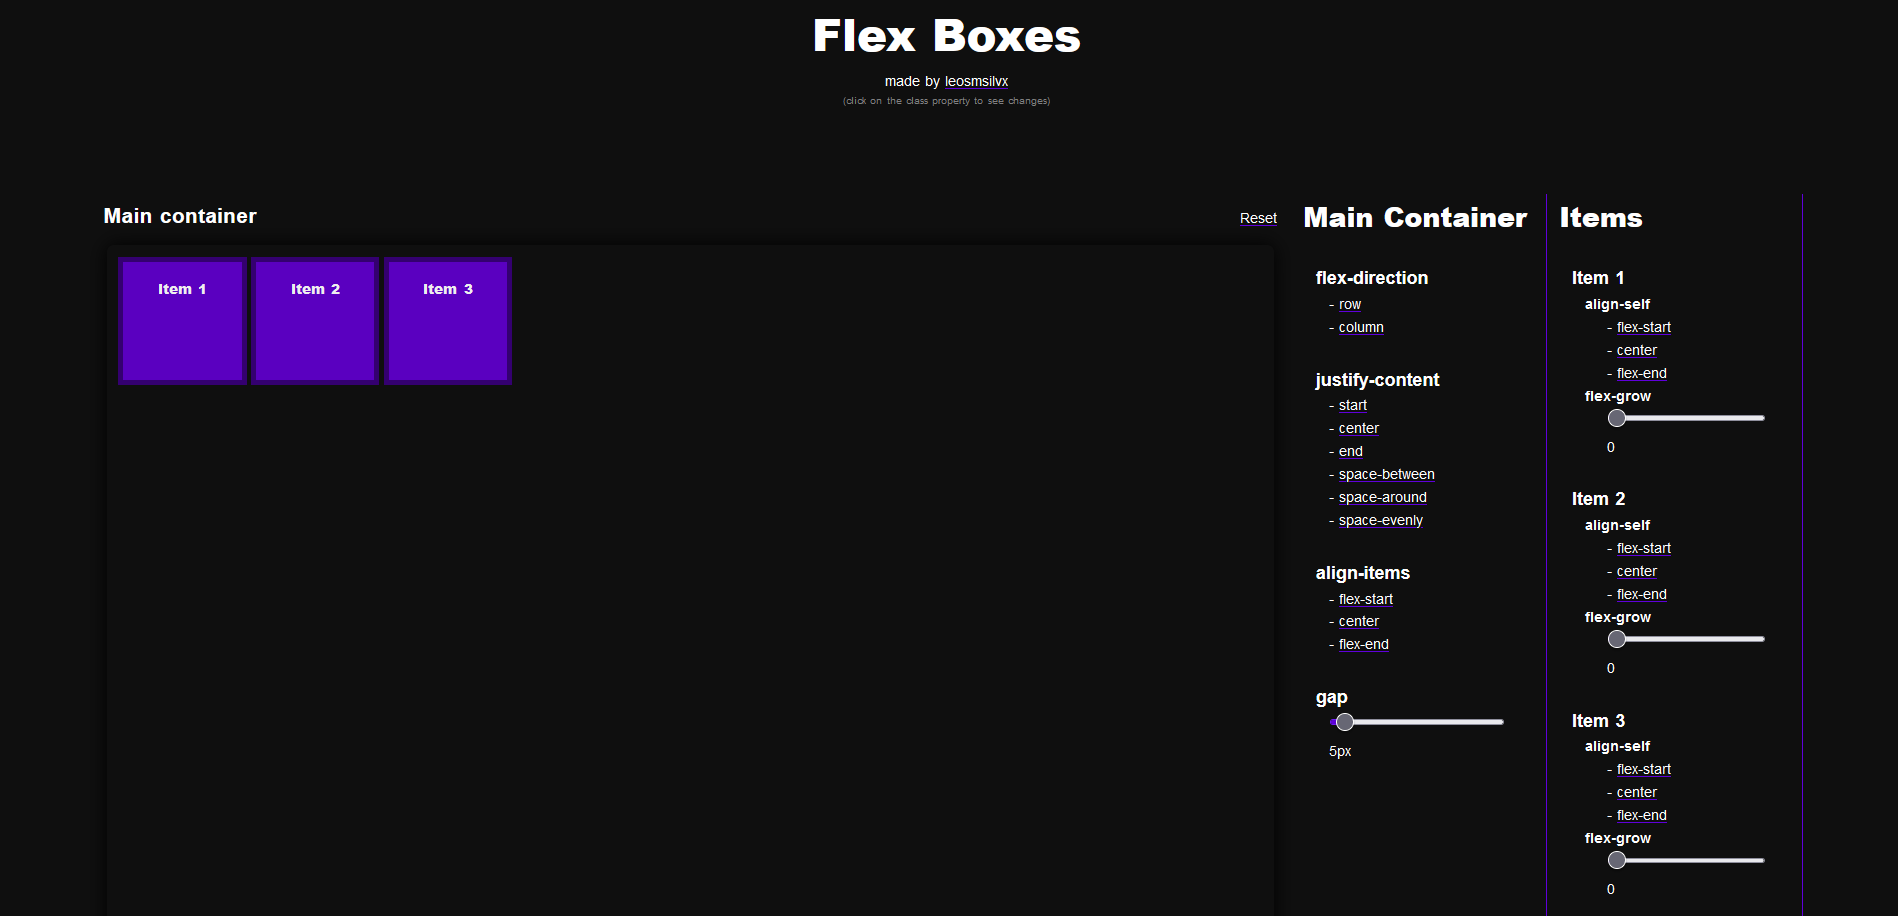 Flex Boxes
made by leosmsilvx
(click on the class property to see changes)
Main container
Reset
Item 1
Item 2
Item 3
Main Container
flex-direction
- row
- column
justify-content
- start
- center
- end
- space-between
- space-around
- space-evenly
align-items
- flex-start
- center
- flex-end
gap
5px
Items
Item 1
align-self
- flex-start
- center
- flex-end
flex-grow
0
Item 2
align-self
- flex-start
- center
- flex-end
flex-grow
0
Item 3
align-self
- flex-start
- center
- flex-end
flex-grow
0